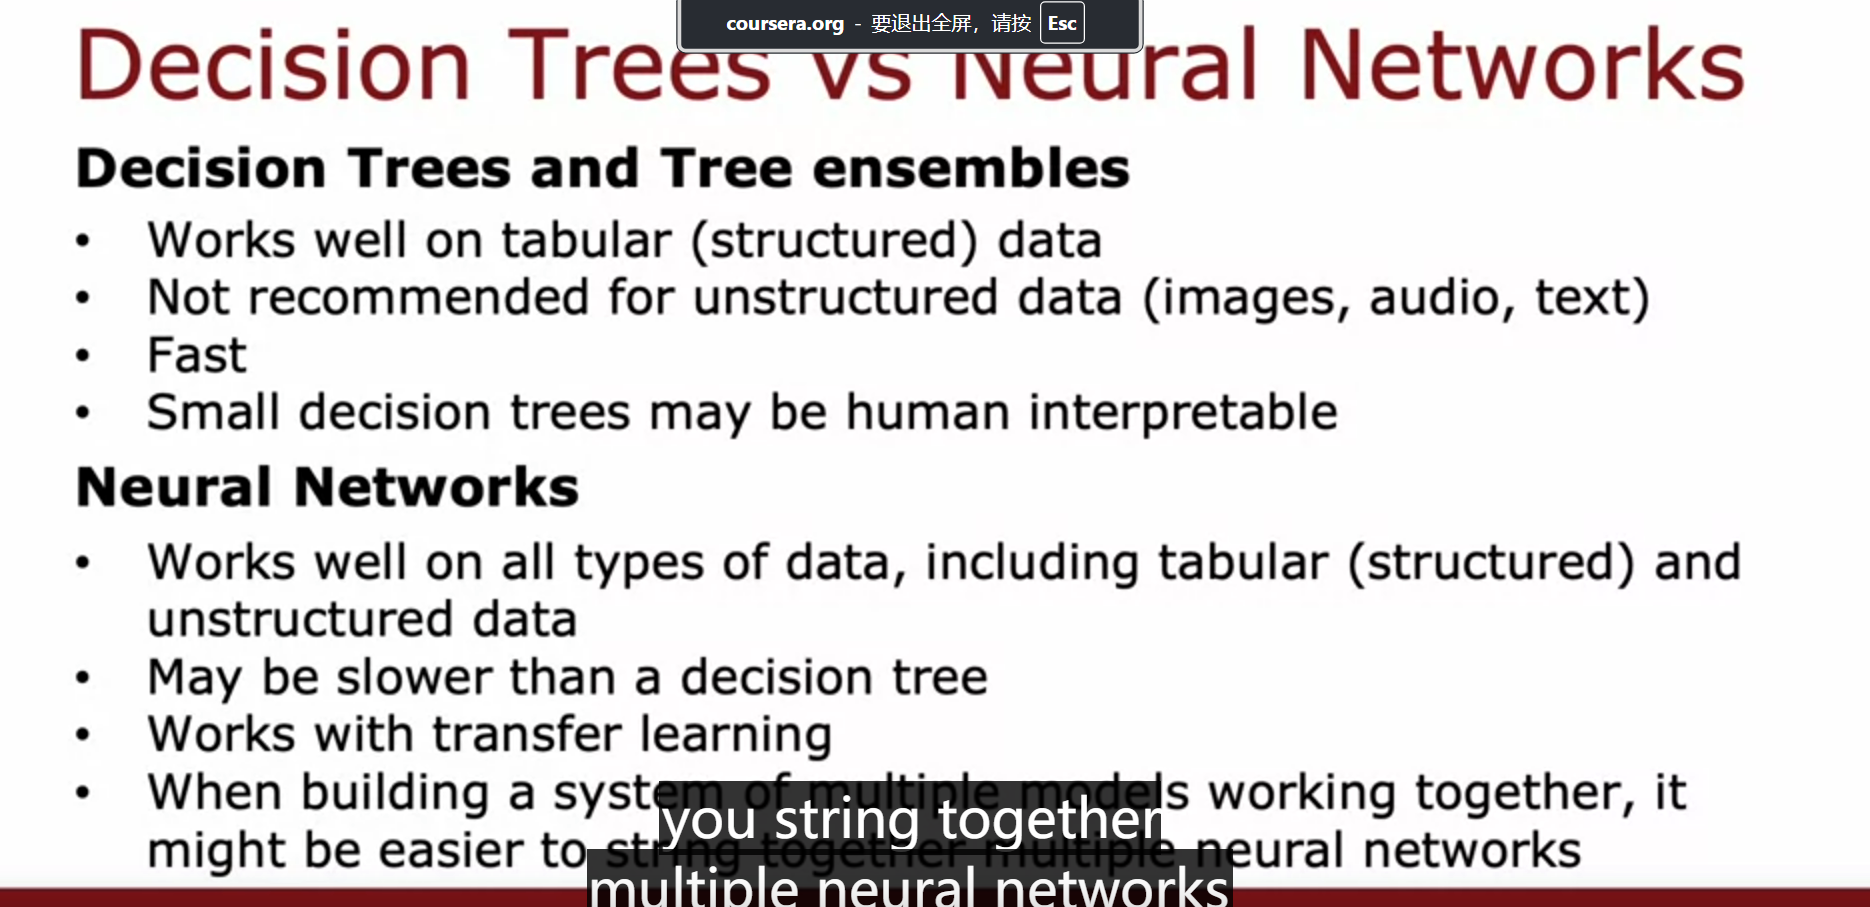 coursera.org - 要退出全屏，请按 Esc
Decision Trees vs Neural Networks
Decision Trees and Tree ensembles
• Works well on tabular (structured) data
• Not recommended for unstructured data (images, audio, text)
• Fast
• Small decision trees may be human interpretable
Neural Networks
• Works well on all types of data, including tabular (structured) and
unstructured data
• May be slower than a decision tree
• Works with transfer learning
• When building a system of multiple models working together, it
might be easier to string together multiple neural networks
you string together
multiple neural networks